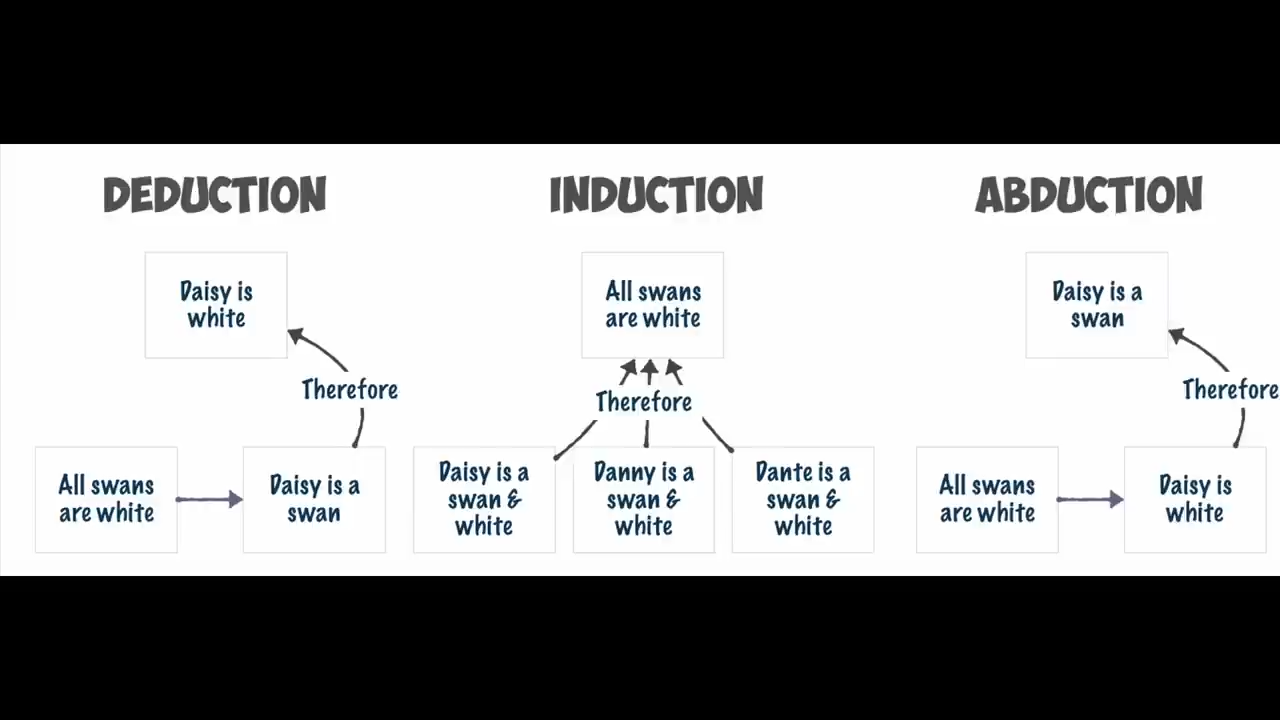 DEDUCTION
Daisy is
white
Therefore
All swans
are white
Daisy is a
swan
INDUCTION
All swans
are white
Therefore
Daisy is a
swan &
white
Danny is a
swan &
white
Dante is a
swan &
white
ABDUCTION
Daisy is a
swan
Therefore
All swans
are white
Daisy is
white